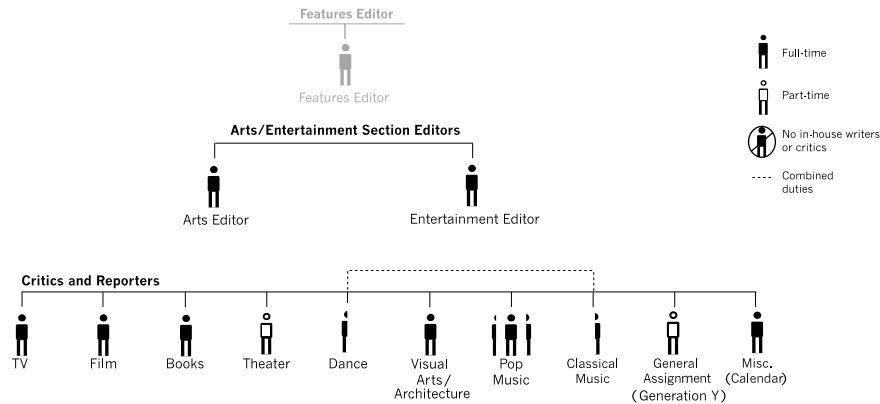 Features Editor
Features Editor
Arts/Entertainment Section Editors
Arts Editor
Entertainment Editor
Full-time
Part-time
No in-house writers
or critics
Combined
duties
Critics and Reporters
TV
Film
Books
Theater
Dance
Visual
Arts/
Architecture
Pop
Music
Classical
Music
General
Assignment
(Generation Y)
Misc.
(Calendar)